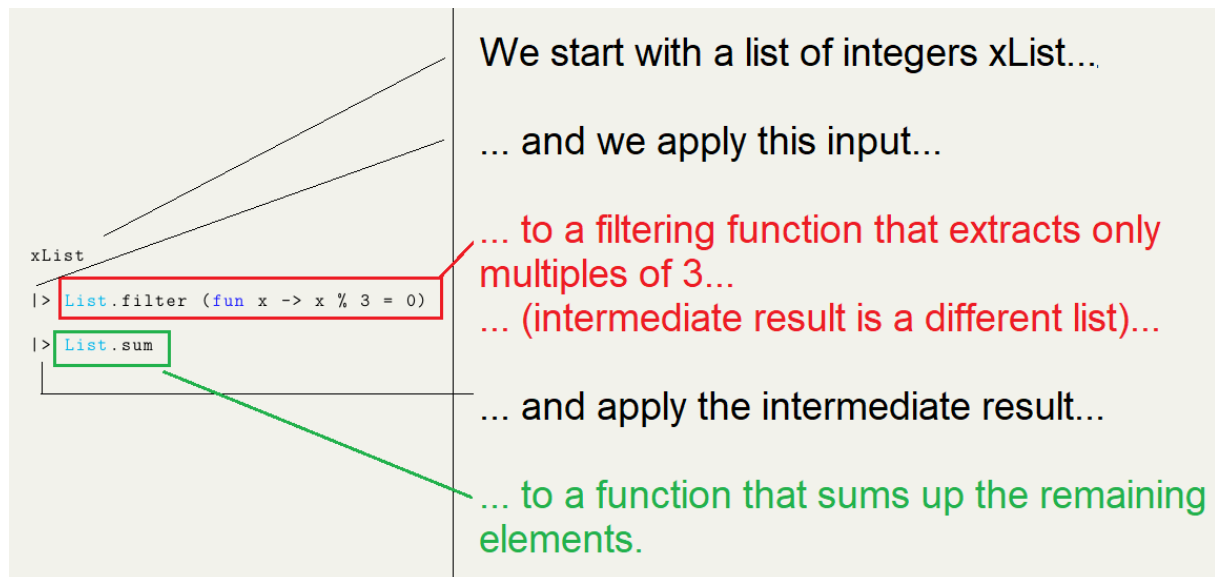 We start with a list of integers xList...
... and we apply this input...
... to a filtering function that extracts only
multiples of 3...
... (intermediate result is a different list)...
... and apply the intermediate result...
... to a function that sums up the remaining
elements.
xList
|> List.filter (fun x -> x % 3 = 0)
|> List.sum